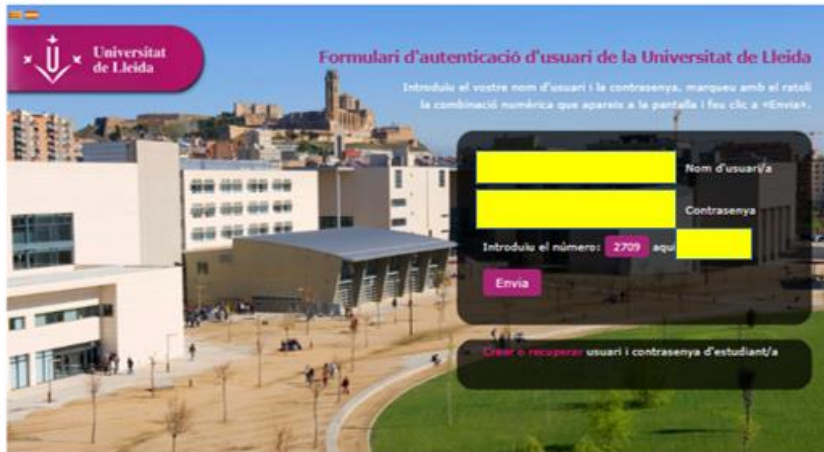 Universitat
de Lleida
Formulari d'autenticació d'usuari de la Universitat de Lleida
Introduïu el vostre nom d'usuari i la contrasenya, marqueu amb el ratolí
la combinació numèrica que apareix a la pantalla i feu clic a «Envia».
Nom d'usuari/a
Contrasenya
Introduïu el número: 2709 aquí
Envia
Crear o recuperar usuari i contrasenya d'estudiant/a